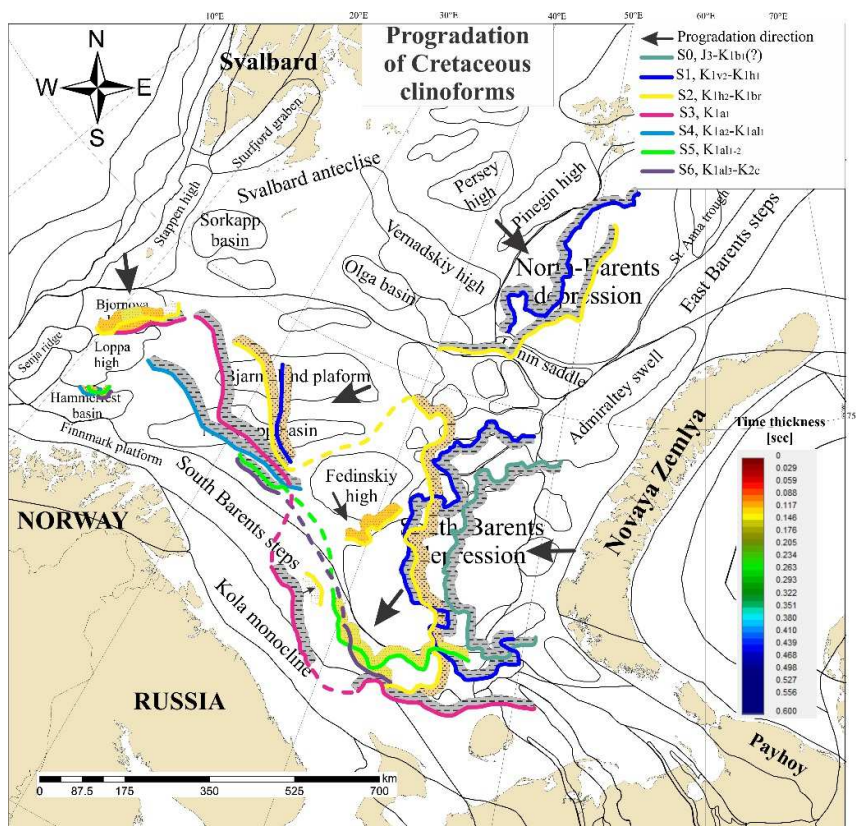 10°E
20°E
30°E
40°E
45°E
50°E
60°E
70°E
75
N
W
E
S
Svalbard
Progradation
of Cretaceous
clinoforms
Progradation direction
S0, J3-K1b1(?)
S1, K1v2-K1h1
S2, K1h2-K1br
S3, K1a1
S4, K1a2-K1al1
S5, K1al1-2
S6, K1al3-K2c
Sturfjord graben
Stappen high
Svalbard anteclise
Sorkapp
basin
Persey
high
Pinegin high
Vernadskiy high
Olga basin
North-Barents
depression
St. Anna trough
East Barents steps
Admiraltey swell
saddle
Bjornoya
Loppa
high
Senja ridge
Hammerfest
basin
Finnmark platform
South Barents steps
Kola monocline
Fedinskiy
high
Barents
depression
Novaya Zemlya
NORWAY
RUSSIA
Payhoy
Time thickness
[sec]
0
0.029
0.059
0.088
0.117
0.146
0.176
0.205
0.234
0.263
0.293
0.322
0.351
0.380
0.410
0.439
0.468
0.498
0.527
0.556
0.600
km
0 87.5 175 350 525 700